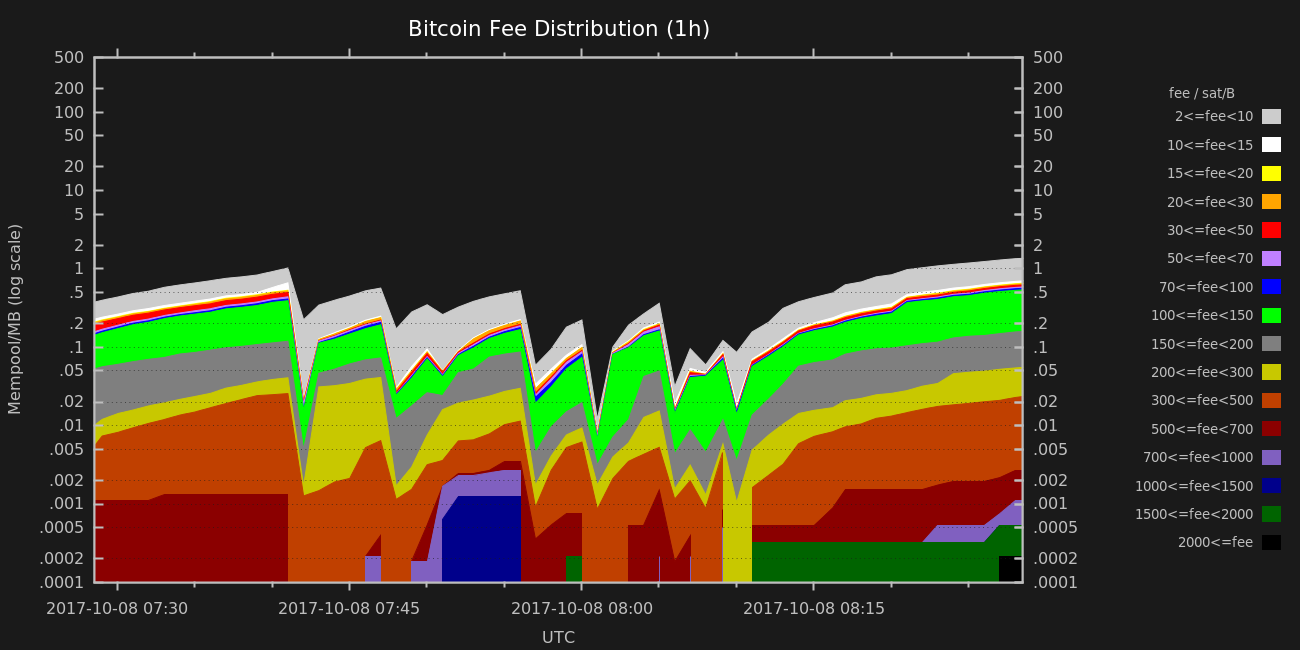 Bitcoin Fee Distribution (1h)
500 500
200 200
100 100
50 50
20 20
10 10
5 5
2 2
1 1
.5 .5
.2 .2
.1 .1
.05 .05
.02 .02
.01 .01
.005 .005
.002 .002
.001 .001
.0005 .0005
.0002 .0002
.0001 .0001
Mempool/MB (log scale)
2017-10-08 07:30 2017-10-08 07:45 2017-10-08 08:00 2017-10-08 08:15
UTC
fee / sat/B
2<=fee<10
10<=fee<15
15<=fee<20
20<=fee<30
30<=fee<50
50<=fee<70
70<=fee<100
100<=fee<150
150<=fee<200
200<=fee<300
300<=fee<500
500<=fee<700
700<=fee<1000
1000<=fee<1500
1500<=fee<2000
2000<=fee